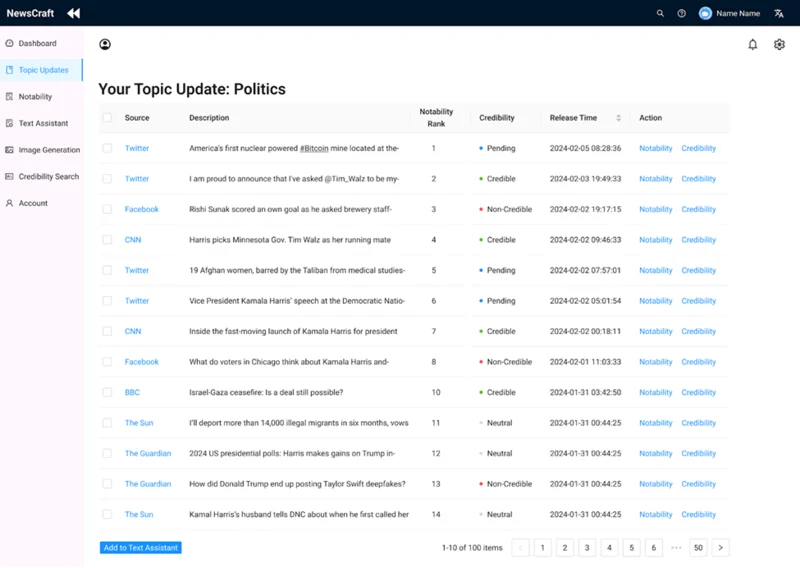 NewsCraft
Name Name
Dashboard
Topic Updates
Notability
Text Assistant
Image Generation
Credibility Search
Account
Your Topic Update: Politics
Source Description Notability Rank Credibility Release Time Action
Twitter America's first nuclear powered #Bitcoin mine located at the- 1 Pending 2024-02-05 08:28:36 Notability Credibility
Twitter I am proud to announce that I've asked @Tim_Walz to be my- 2 Credible 2024-02-03 19:49:33 Notability Credibility
Facebook Rishi Sunak scored an own goal as he asked brewery staff- 3 Non-Credible 2024-02-02 19:17:15 Notability Credibility
CNN Harris picks Minnesota Gov. Tim Walz as her running mate 4 Credible 2024-02-02 09:46:33 Notability Credibility
Twitter 19 Afghan women, barred by the Taliban from medical studies- 5 Pending 2024-02-02 07:57:01 Notability Credibility
Twitter Vice President Kamala Harris' speech at the Democratic Natio- 6 Pending 2024-02-02 05:01:54 Notability Credibility
CNN Inside the fast-moving launch of Kamala Harris for president 7 Credible 2024-02-02 00:18:11 Notability Credibility
Facebook What do voters in Chicago think about Kamala Harris and- 8 Non-Credible 2024-02-01 11:03:33 Notability Credibility
BBC Israel-Gaza ceasefire: Is a deal still possible? 10 Credible 2024-01-31 03:42:50 Notability Credibility
The Sun I'll deport more than 14,000 illegal migrants in six months, vows 11 Neutral 2024-01-31 00:44:25 Notability Credibility
The Guardian 2024 US presidential polls: Harris makes gains on Trump in- 12 Neutral 2024-01-31 00:44:25 Notability Credibility
The Guardian How did Donald Trump end up posting Taylor Swift deepfakes? 13 Non-Credible 2024-01-31 00:44:25 Notability Credibility
The Sun Kamal Harris's husband tells DNC about when he first called her 14 Neutral 2024-01-31 00:44:25 Notability Credibility
Add to Text Assistant 1-10 of 100 items 1 2 3 4 5 6 ••• 50